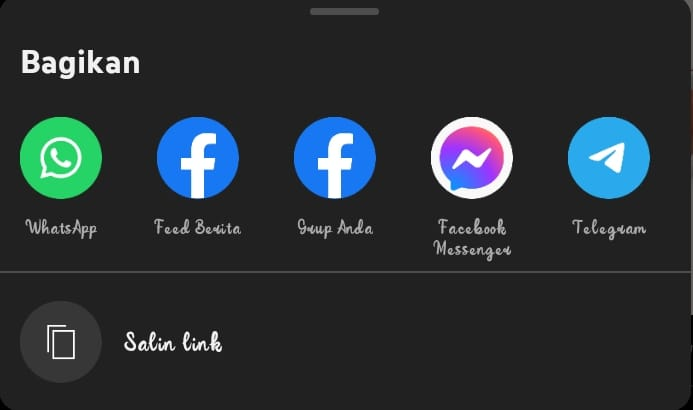 Bagikan
WhatsApp
Feed Berita
Grup Anda
Facebook
Messenger
Telegram
Salin link